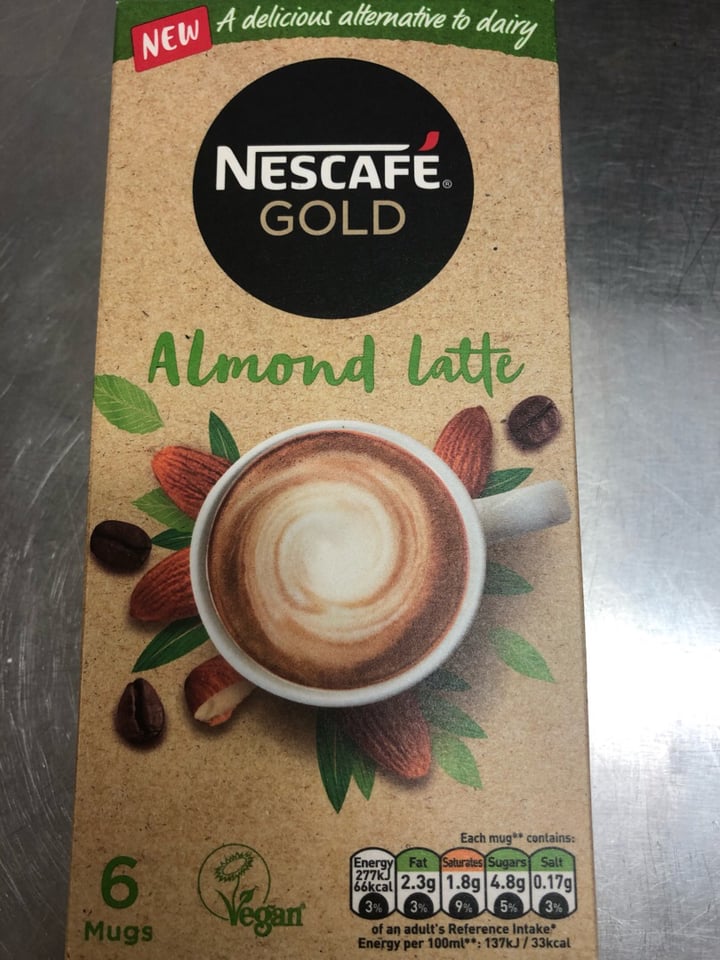 NEW
A delicious alternative to dairy
NESCAFÉ®
GOLD
Almond latte
6
Mugs
Vegan
Each mug** contains:
Energy Fat Saturates Sugars Salt
277kJ
66kcal 2.3g 1.8g 4.8g 0.17g
3% 3% 9% 5% 3%
of an adult's Reference Intake*
Energy per 100ml**: 137kJ / 33kcal